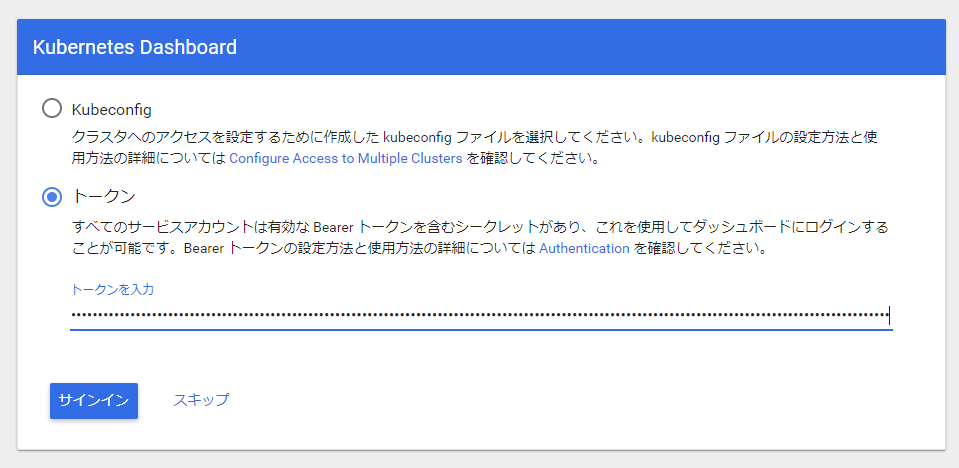 Kubernetes Dashboard
Kubeconfig
クラスタへのアクセスを設定するために作成した kubeconfig ファイルを選択してください。kubeconfig ファイルの設定方法と使
用方法の詳細については Configure Access to Multiple Clusters を確認してください。
トークン
すべてのサービスアカウントは有効な Bearer トークンを含むシークレットがあり、これを使用してダッシュボードにログインする
ことが可能です。Bearer トークンの設定方法と使用方法の詳細については Authentication を確認してください。
トークンを入力
サインイン スキップ